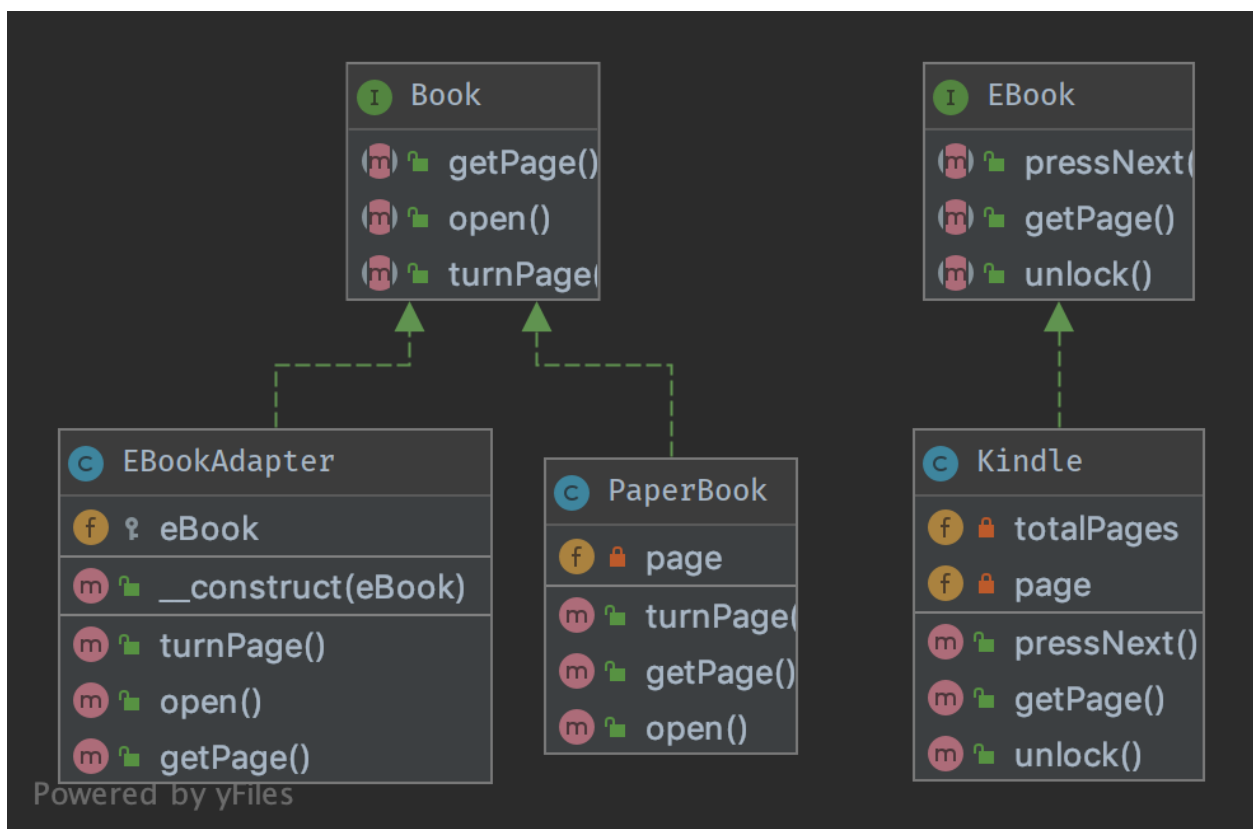 I Book
m getPage()
m open()
m turnPage(
I EBook
m pressNext(
m getPage()
m unlock()
C EBookAdapter
f eBook
m __construct(eBook)
m turnPage()
m open()
m getPage()
C PaperBook
f page
m turnPage(
m getPage()
m open()
C Kindle
f totalPages
f page
m pressNext()
m getPage()
m unlock()
Powered by yFiles